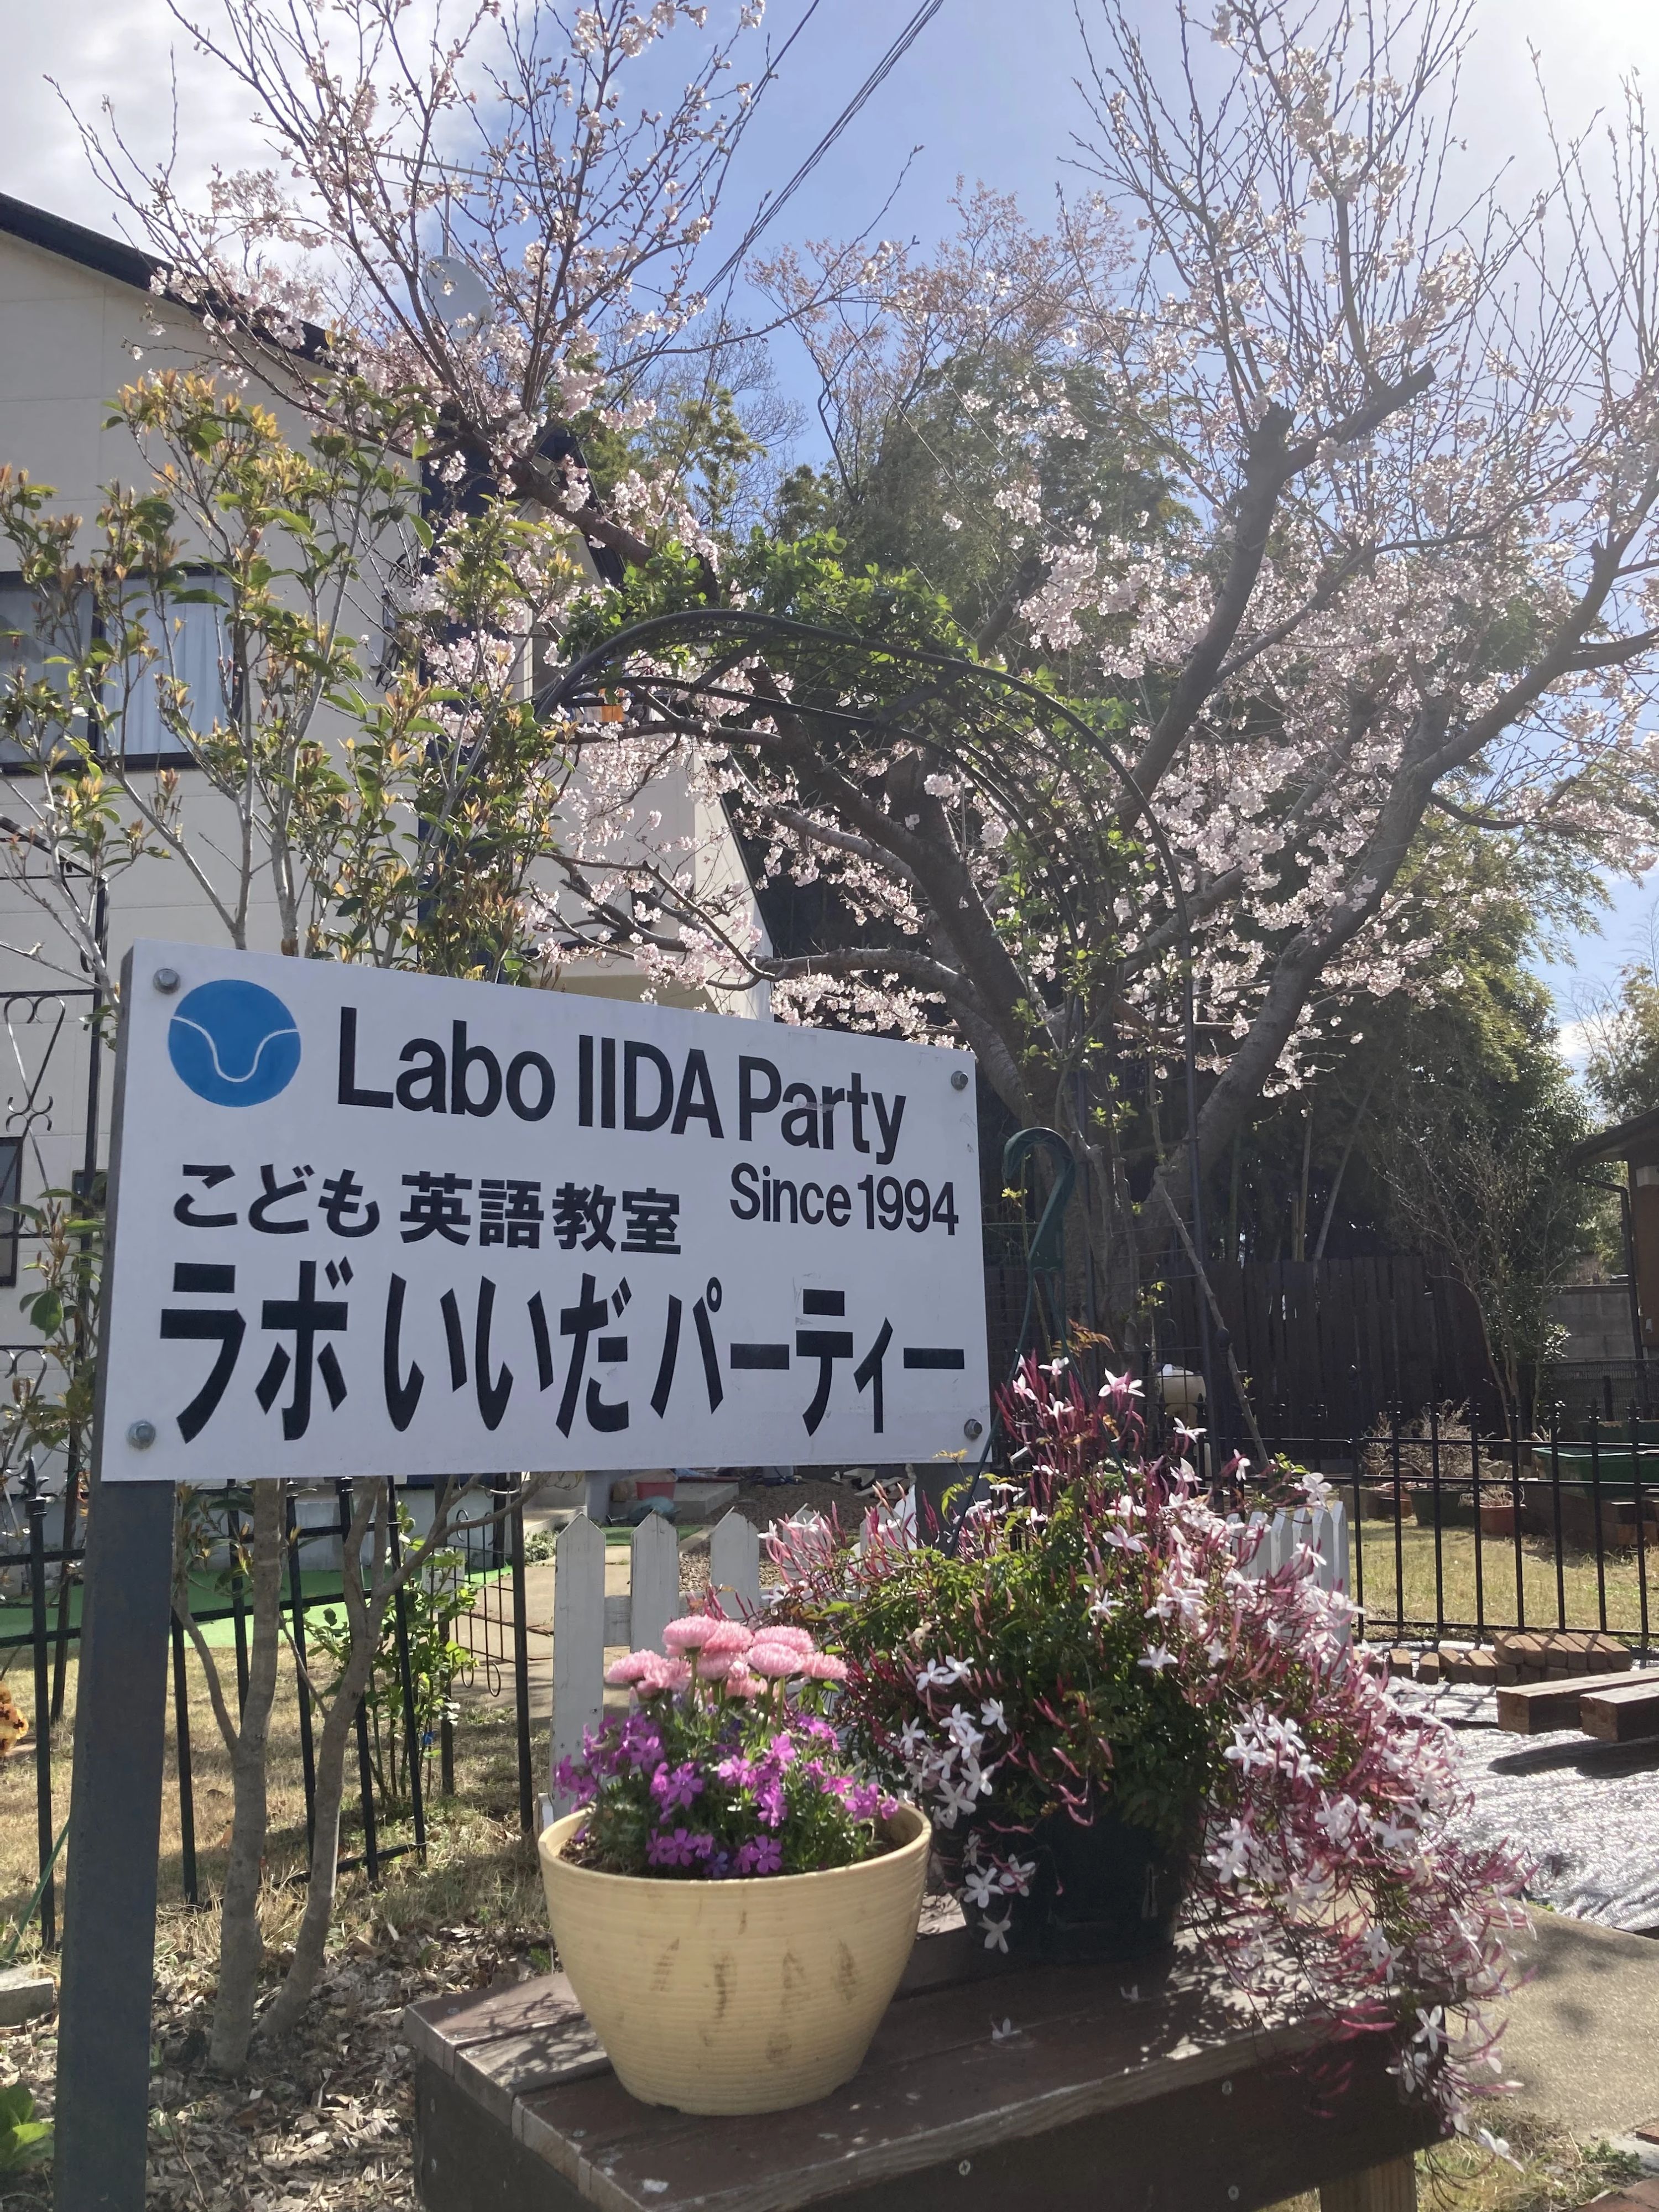 Labo IIDA Party
こども 英語教室 Since 1994
ラボ いいだ パーティー